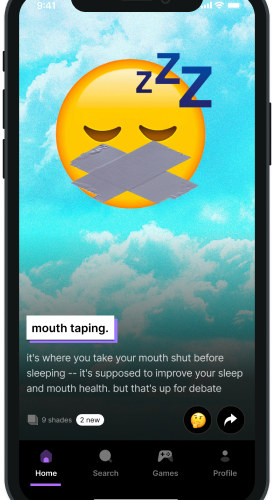 9:41
z Z Z
mouth taping.
it's where you take your mouth shut before
sleeping -- it's supposed to improve your sleep
and mouth health. but that's up for debate
9 shades 2 new
Home Search Games Profile